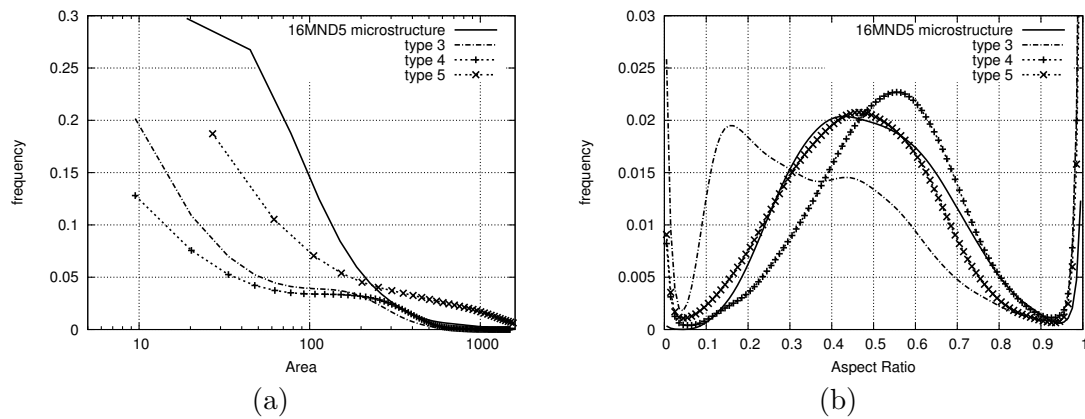 0.3
0.25
0.2
0.15
0.1
0.05
0
frequency
16MND5 microstructure
type 3
type 4
type 5
10
100
1000
Area
(a)
0.03
0.025
0.02
0.015
0.01
0.005
0
frequency
16MND5 microstructure
type 3
type 4
type 5
0 0.1 0.2 0.3 0.4 0.5 0.6 0.7 0.8 0.9 1
Aspect Ratio
(b)